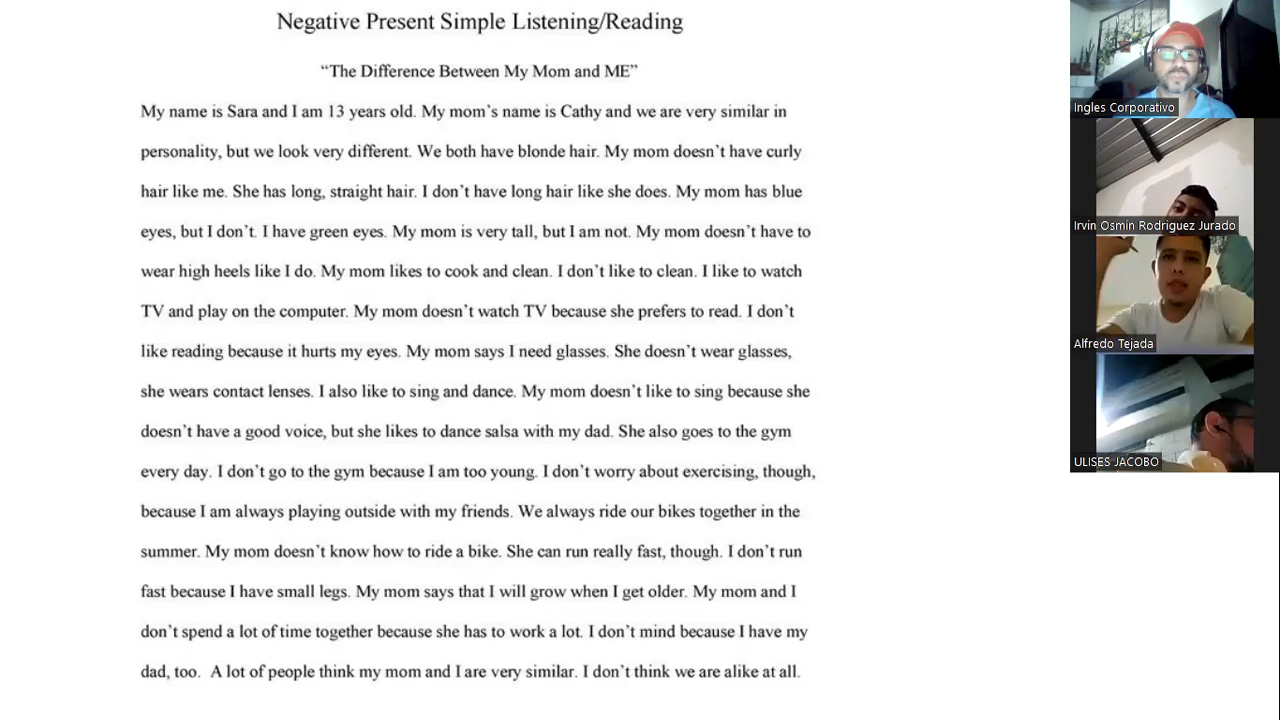 Negative Present Simple Listening/Reading
“The Difference Between My Mom and ME”
My name is Sara and I am 13 years old. My mom’s name is Cathy and we are very similar in
personality, but we look very different. We both have blonde hair. My mom doesn’t have curly
hair like me. She has long, straight hair. I don’t have long hair like she does. My mom has blue
eyes, but I don’t. I have green eyes. My mom is very tall, but I am not. My mom doesn’t have to
wear high heels like I do. My mom likes to cook and clean. I don’t like to clean. I like to watch
TV and play on the computer. My mom doesn’t watch TV because she prefers to read. I don’t
like reading because it hurts my eyes. My mom says I need glasses. She doesn’t wear glasses,
she wears contact lenses. I also like to sing and dance. My mom doesn’t like to sing because she
doesn’t have a good voice, but she likes to dance salsa with my dad. She also goes to the gym
every day. I don’t go to the gym because I am too young. I don’t worry about exercising, though,
because I am always playing outside with my friends. We always ride our bikes together in the
summer. My mom doesn’t know how to ride a bike. She can run really fast, though. I don’t run
fast because I have small legs. My mom says that I will grow when I get older. My mom and I
don’t spend a lot of time together because she has to work a lot. I don’t mind because I have my
dad, too.  A lot of people think my mom and I are very similar. I don’t think we are alike at all.
Ingles Corporativo
Irvin Osmin Rodriguez Jurado
Alfredo Tejada
ULISES JACOBO